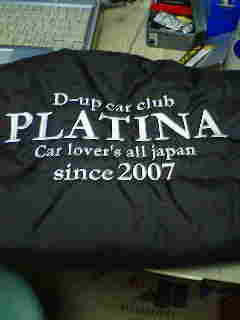 D-up car club
PLATINA
Car lover's all japan
since 2007